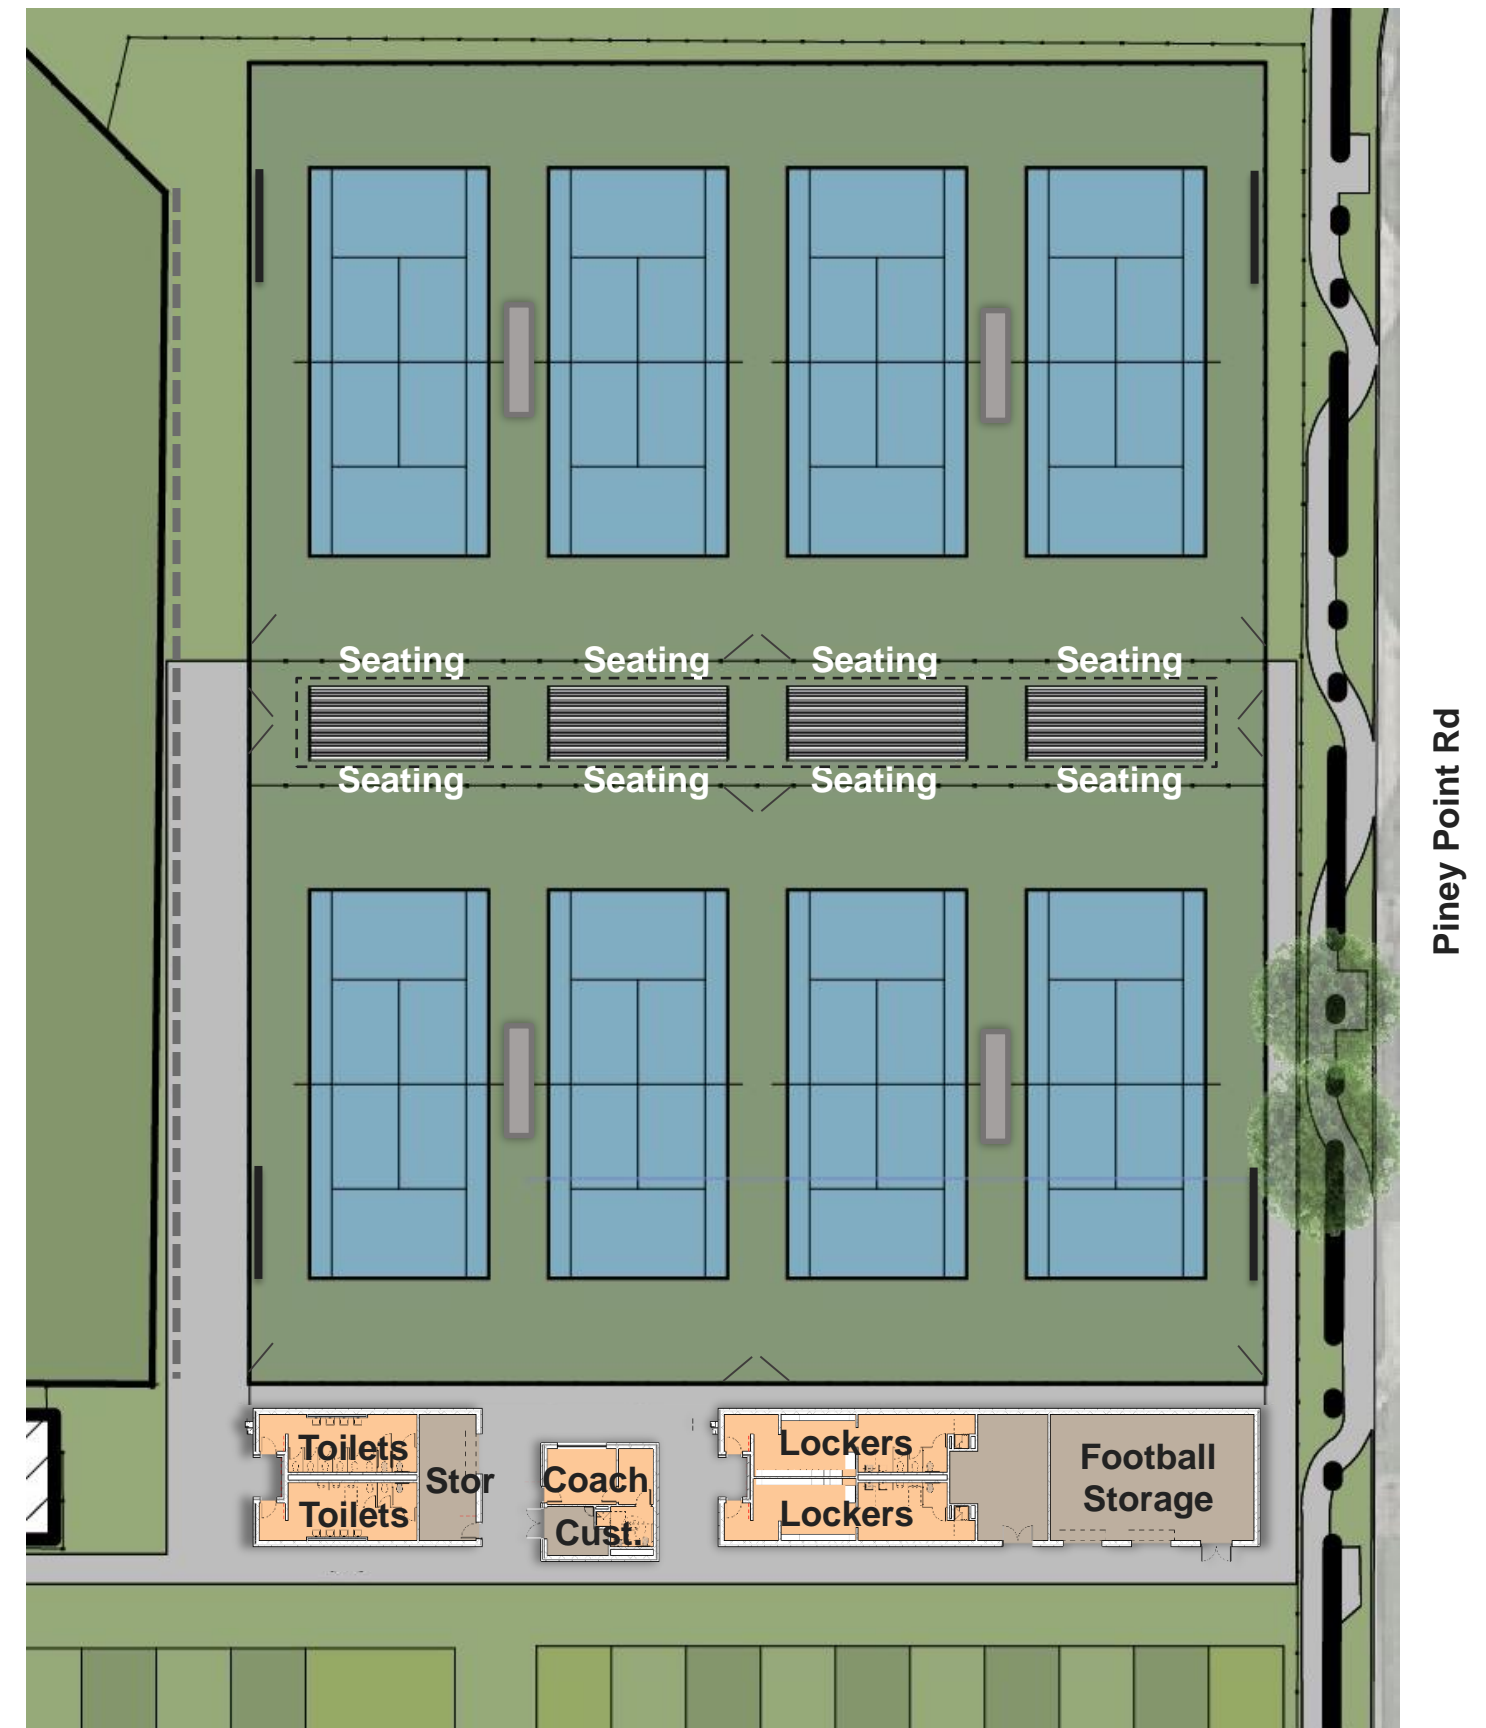 Seating Seating Seating Seating
Seating Seating Seating Seating
Piney Point Rd
Toilets
Toilets
Stor
Coach
Cust.
Lockers
Lockers
Football
Storage